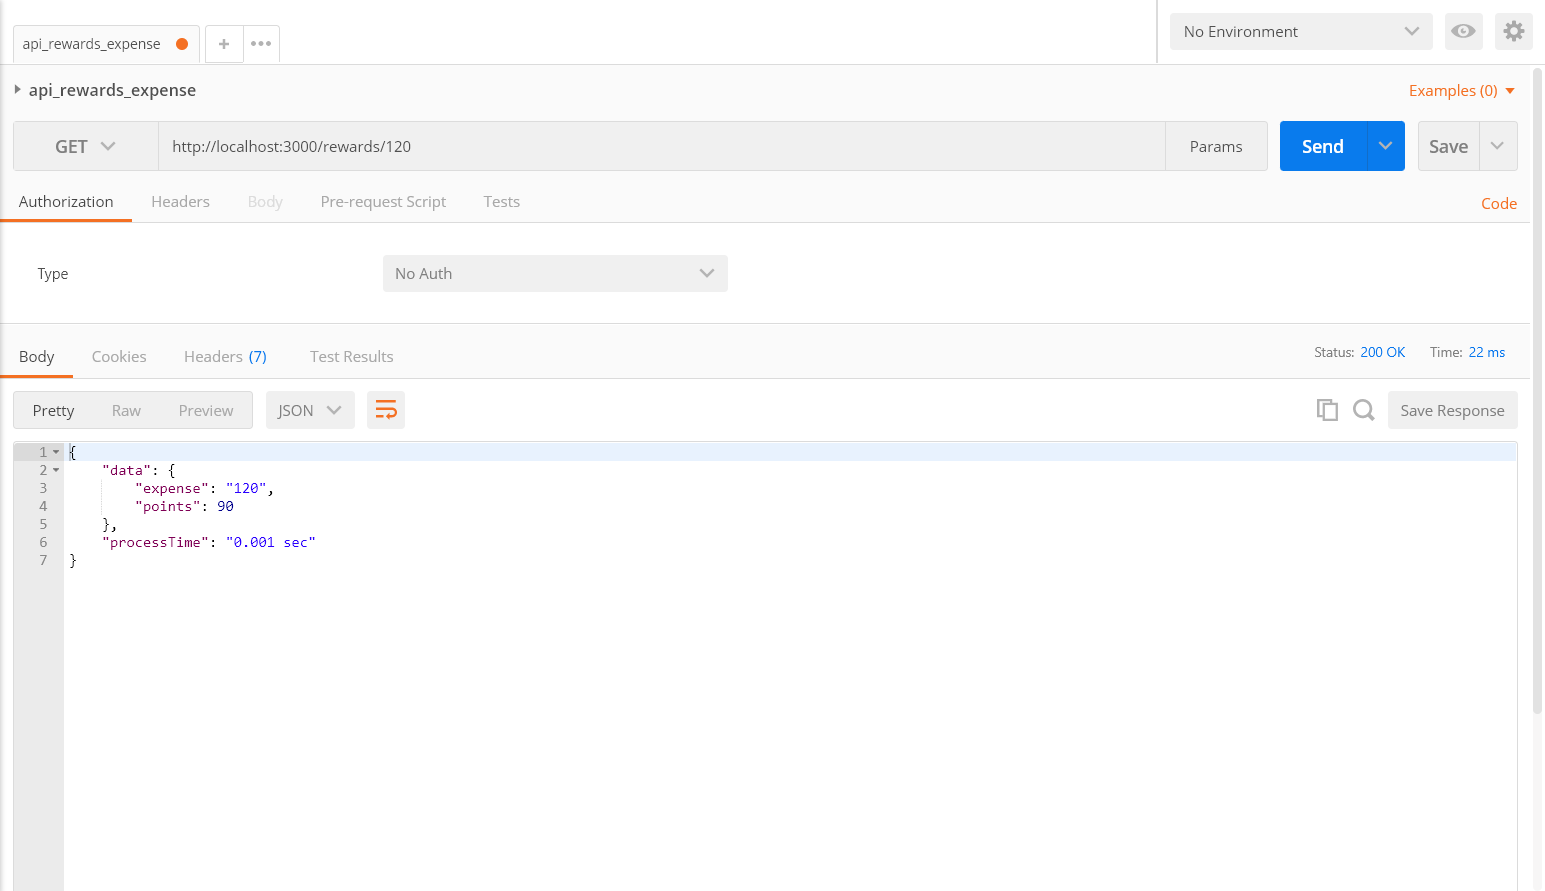 api_rewards_expense
No Environment
api_rewards_expense
Examples (0)
GET http://localhost:3000/rewards/120 Params Send Save
Authorization Headers Body Pre-request Script Tests Code
Type No Auth
Body Cookies Headers (7) Test Results Status: 200 OK Time: 22 ms
Pretty Raw Preview JSON Save Response
1 {
2 "data": {
3 "expense": "120",
4 "points": 90
5 },
6 "processTime": "0.001 sec"
7 }